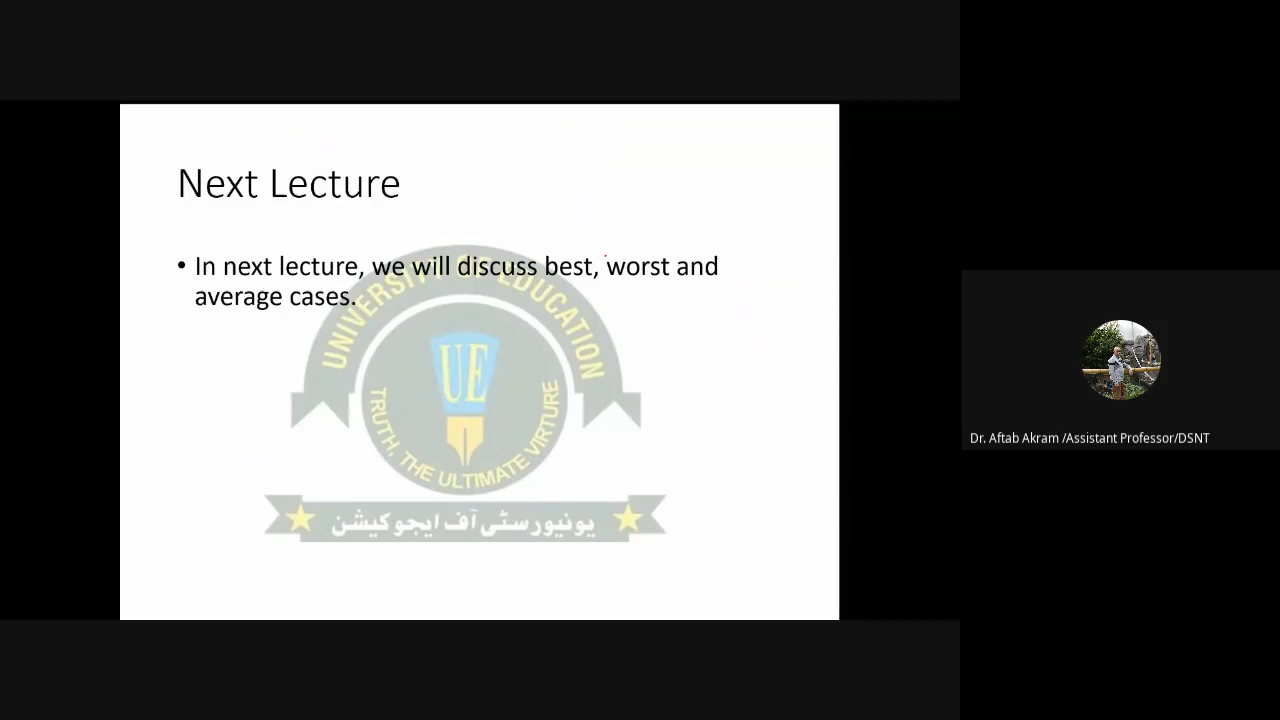 Next Lecture
• In next lecture, we will discuss best, worst and
average cases.
UNIVERSITY OF EDUCATION
UE
TRUTH, THE ULTIMATE VIRTURE
یونیورسٹی آف ایجوکیشن
Dr. Aftab Akram /Assistant Professor/DSNT